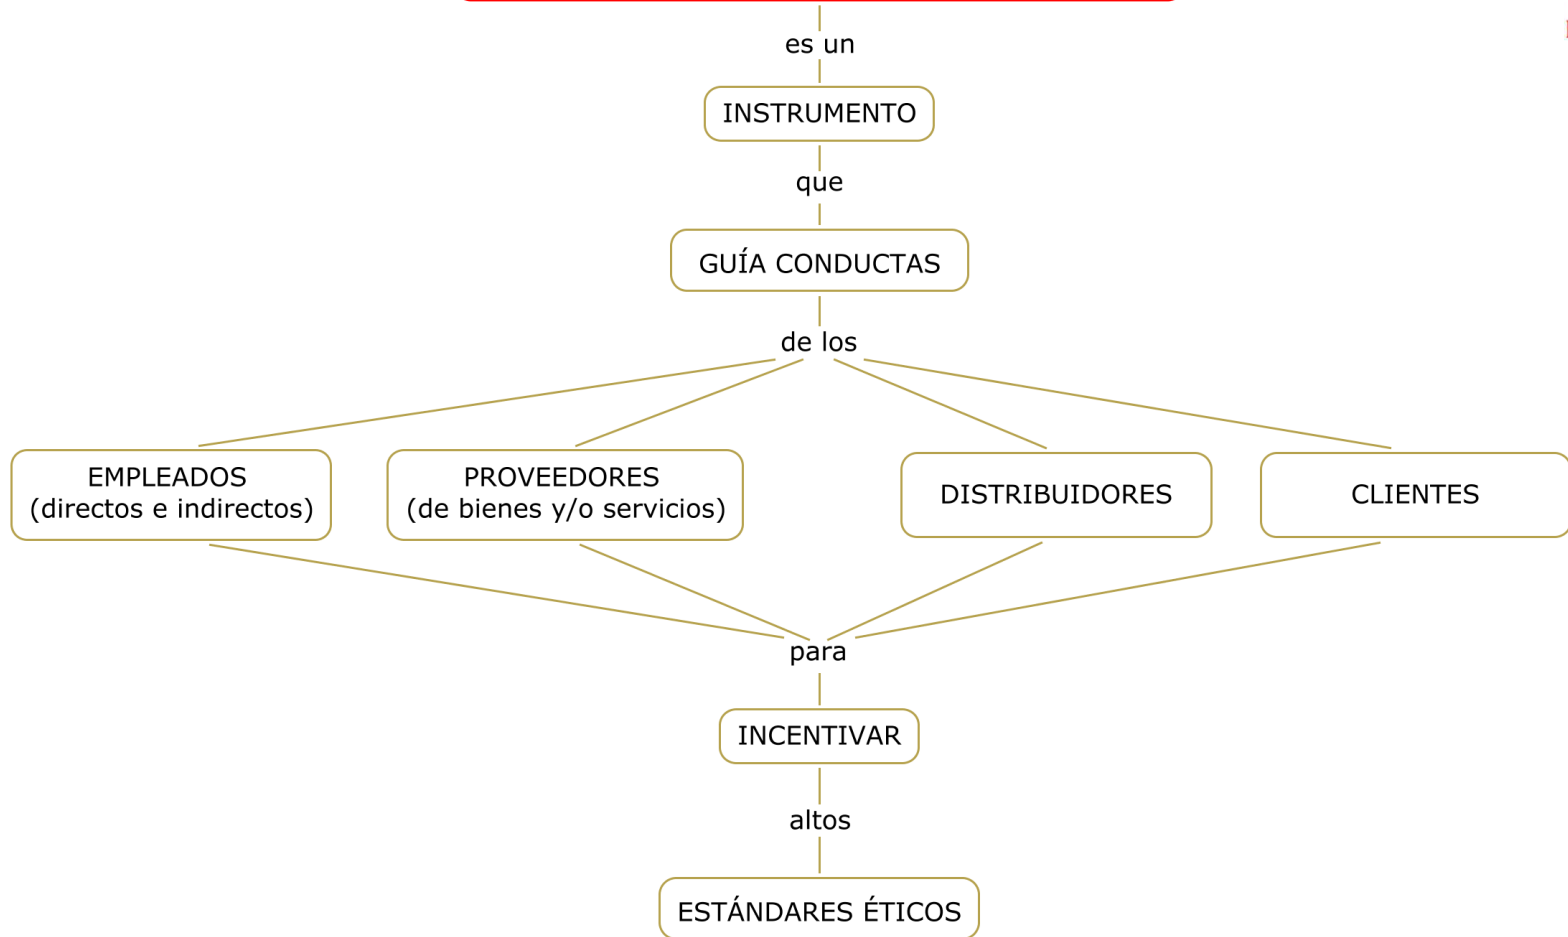 es un
INSTRUMENTO
que
GUÍA CONDUCTAS
de los
EMPLEADOS
(directos e indirectos)
PROVEEDORES
(de bienes y/o servicios)
DISTRIBUIDORES
CLIENTES
para
INCENTIVAR
altos
ESTÁNDARES ÉTICOS